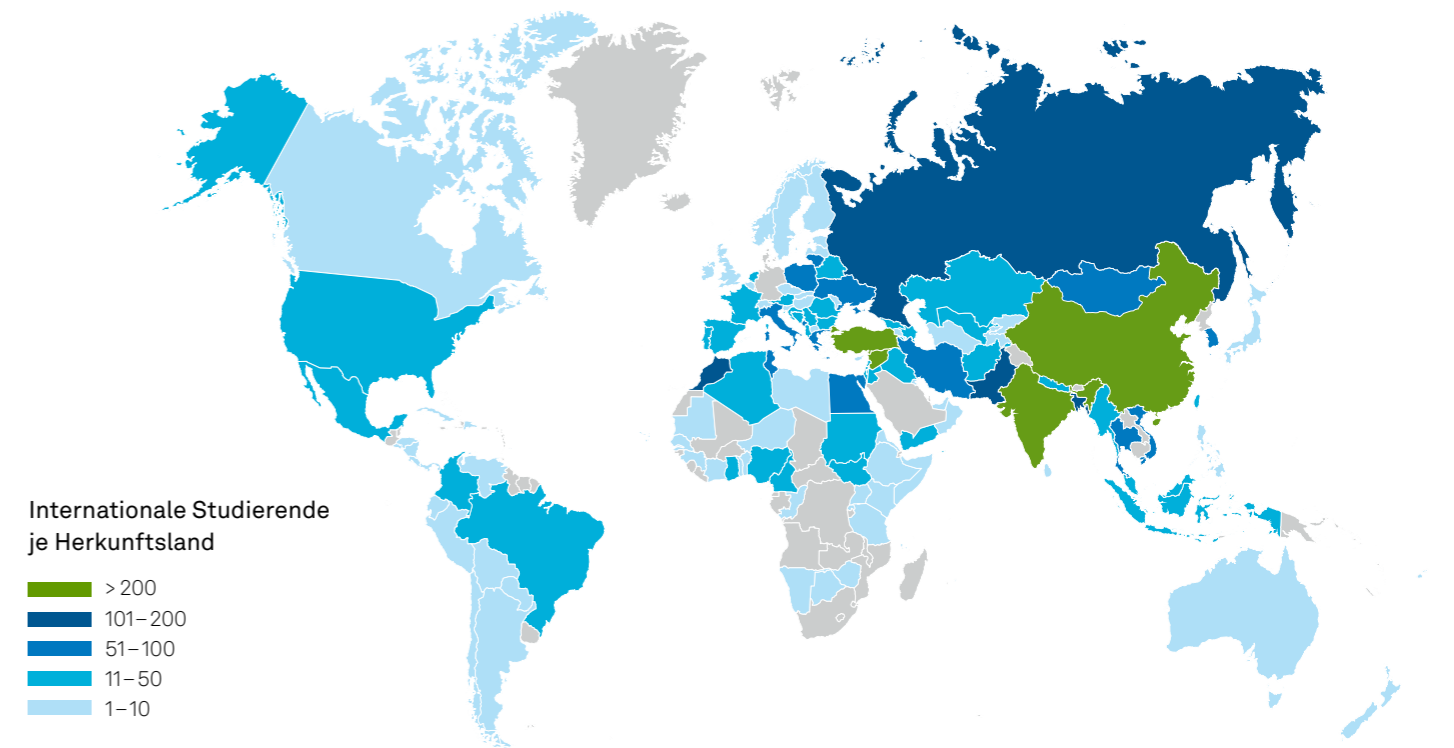 Internationale Studierende
je Herkunftsland
> 200
101–200
51–100
11–50
1–10